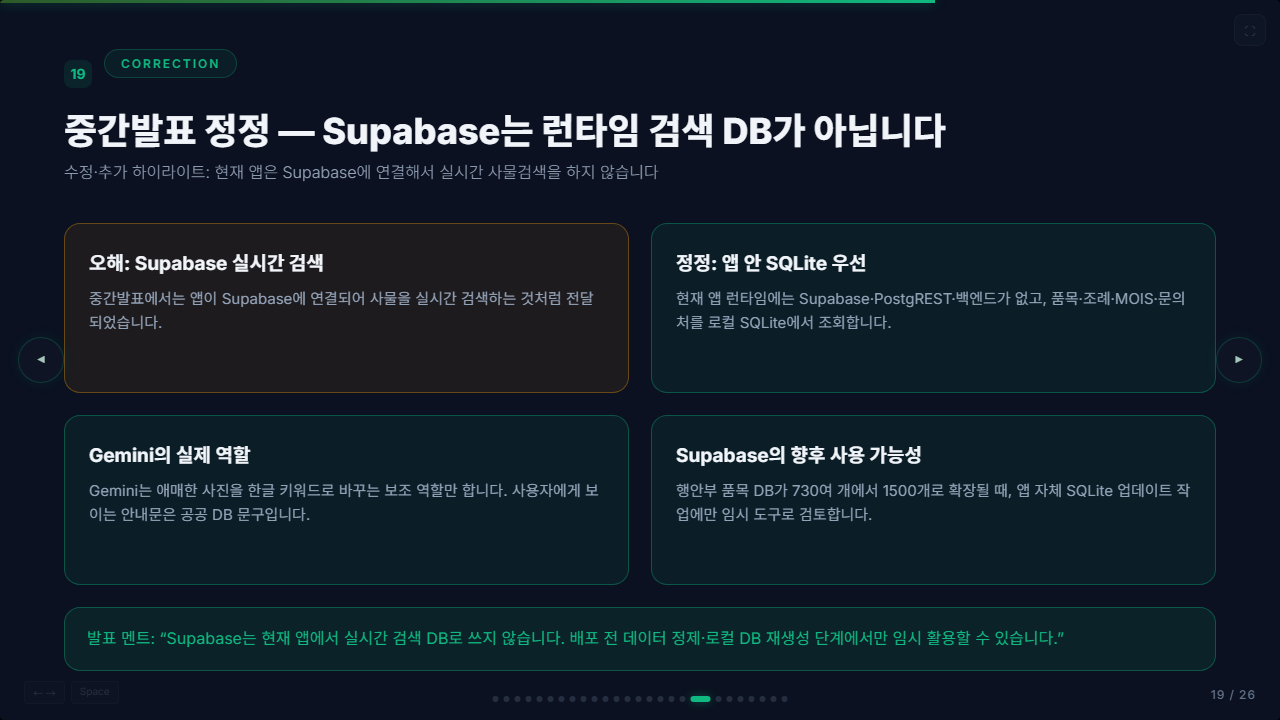 19
CORRECTION
중간발표 정정 — Supabase는 런타임 검색 DB가 아닙니다
수정·추가 하이라이트: 현재 앱은 Supabase에 연결해서 실시간 사물검색을 하지 않습니다
오해: Supabase 실시간 검색
중간발표에서는 앱이 Supabase에 연결되어 사물을 실시간 검색하는 것처럼 전달
되었습니다.
정정: 앱 안 SQLite 우선
현재 앱 런타임에는 Supabase·PostgREST·백엔드가 없고, 품목·조례·MOIS·문의
처를 로컬 SQLite에서 조회합니다.
◀
▶
Gemini의 실제 역할
Gemini는 애매한 사진을 한글 키워드로 바꾸는 보조 역할만 합니다. 사용자에게 보
이는 안내문은 공공 DB 문구입니다.
Supabase의 향후 사용 가능성
행안부 품목 DB가 730여 개에서 1500개로 확장될 때, 앱 자체 SQLite 업데이트 작
업에만 임시 도구로 검토합니다.
발표 멘트: “Supabase는 현재 앱에서 실시간 검색 DB로 쓰지 않습니다. 배포 전 데이터 정제·로컬 DB 재생성 단계에서만 임시 활용할 수 있습니다.”
← → Space
19 / 26